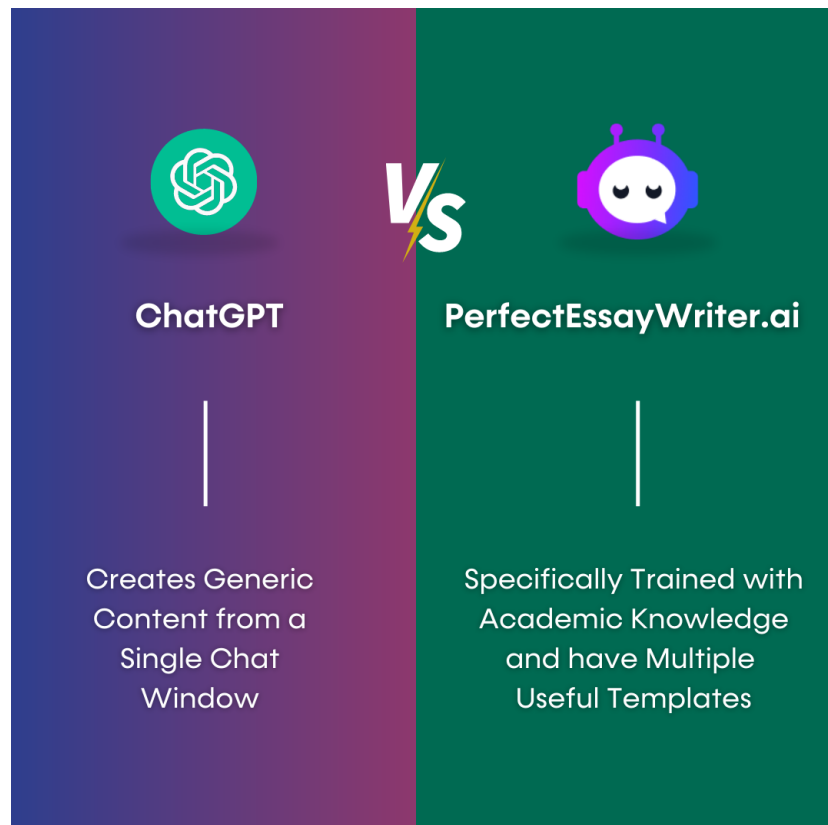 VS
ChatGPT
Creates Generic
Content from a
Single Chat
Window
PerfectEssayWriter.ai
Specifically Trained with
Academic Knowledge
and have Multiple
Useful Templates